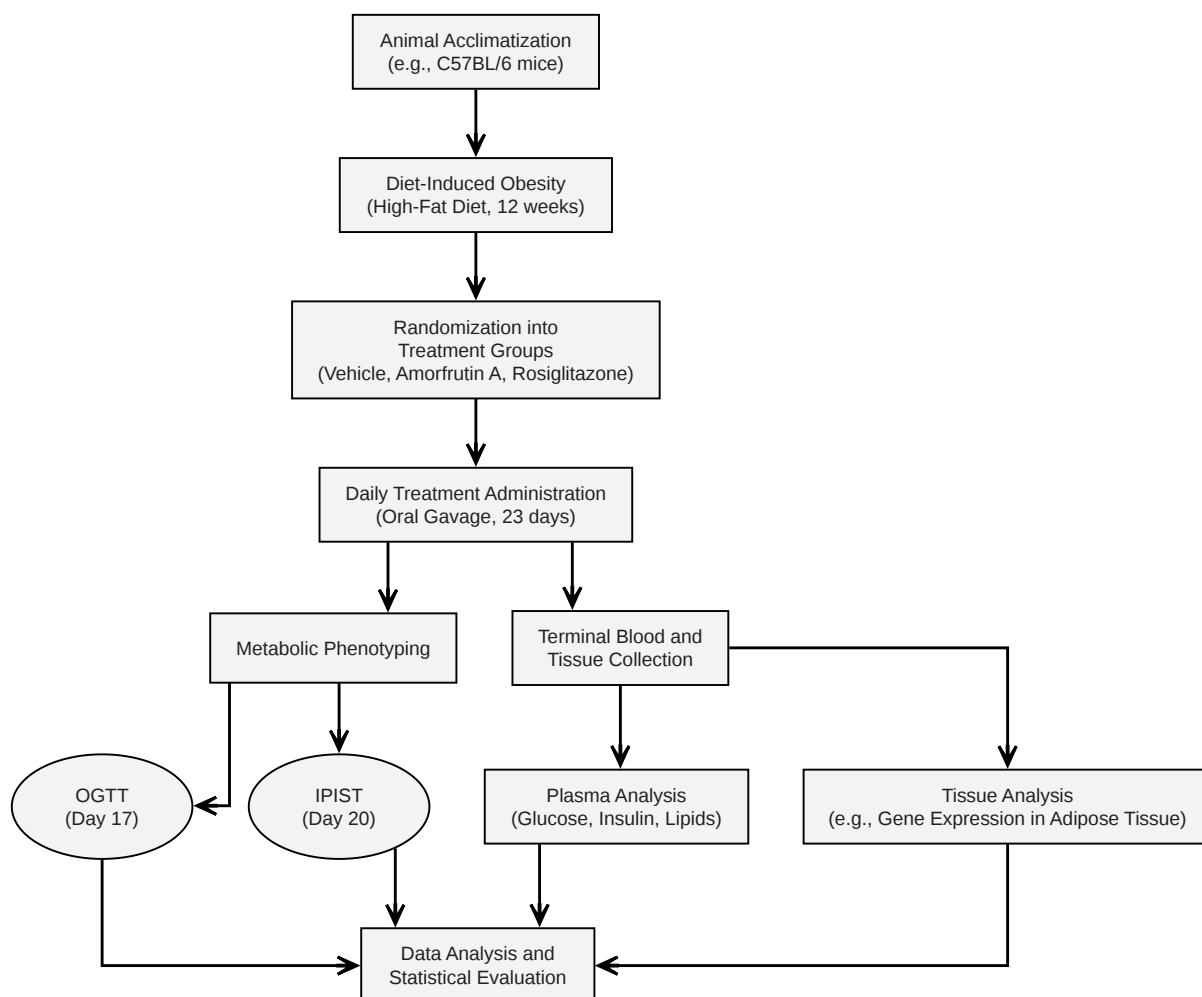 Animal Acclimatization
(e.g., C57BL/6 mice)
Diet-Induced Obesity
(High-Fat Diet, 12 weeks)
Randomization into
Treatment Groups
(Vehicle, Amorfrutin A, Rosiglitazone)
Daily Treatment Administration
(Oral Gavage, 23 days)
Metabolic Phenotyping
Terminal Blood and
Tissue Collection
OGTT
(Day 17)
IPIST
(Day 20)
Plasma Analysis
(Glucose, Insulin, Lipids)
Tissue Analysis
(e.g., Gene Expression in Adipose Tissue)
Data Analysis and
Statistical Evaluation